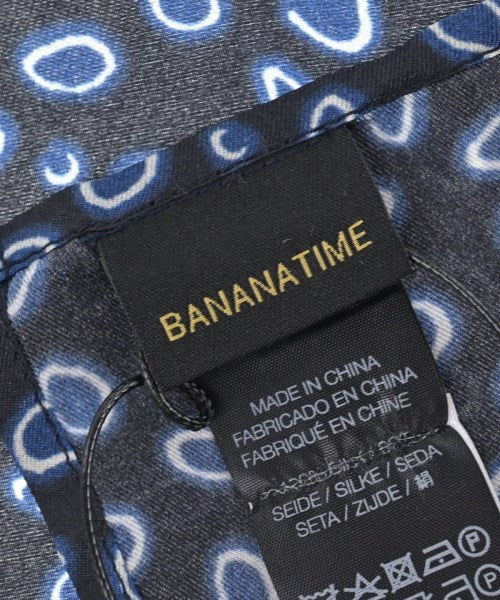 BANANATIME
MADE IN CHINA
FABRICADO EN CHINA
FABRIQUÉ EN CHINE
SEIDE / SILKE / SEDA
SETA / ZIJDE / 絹
P